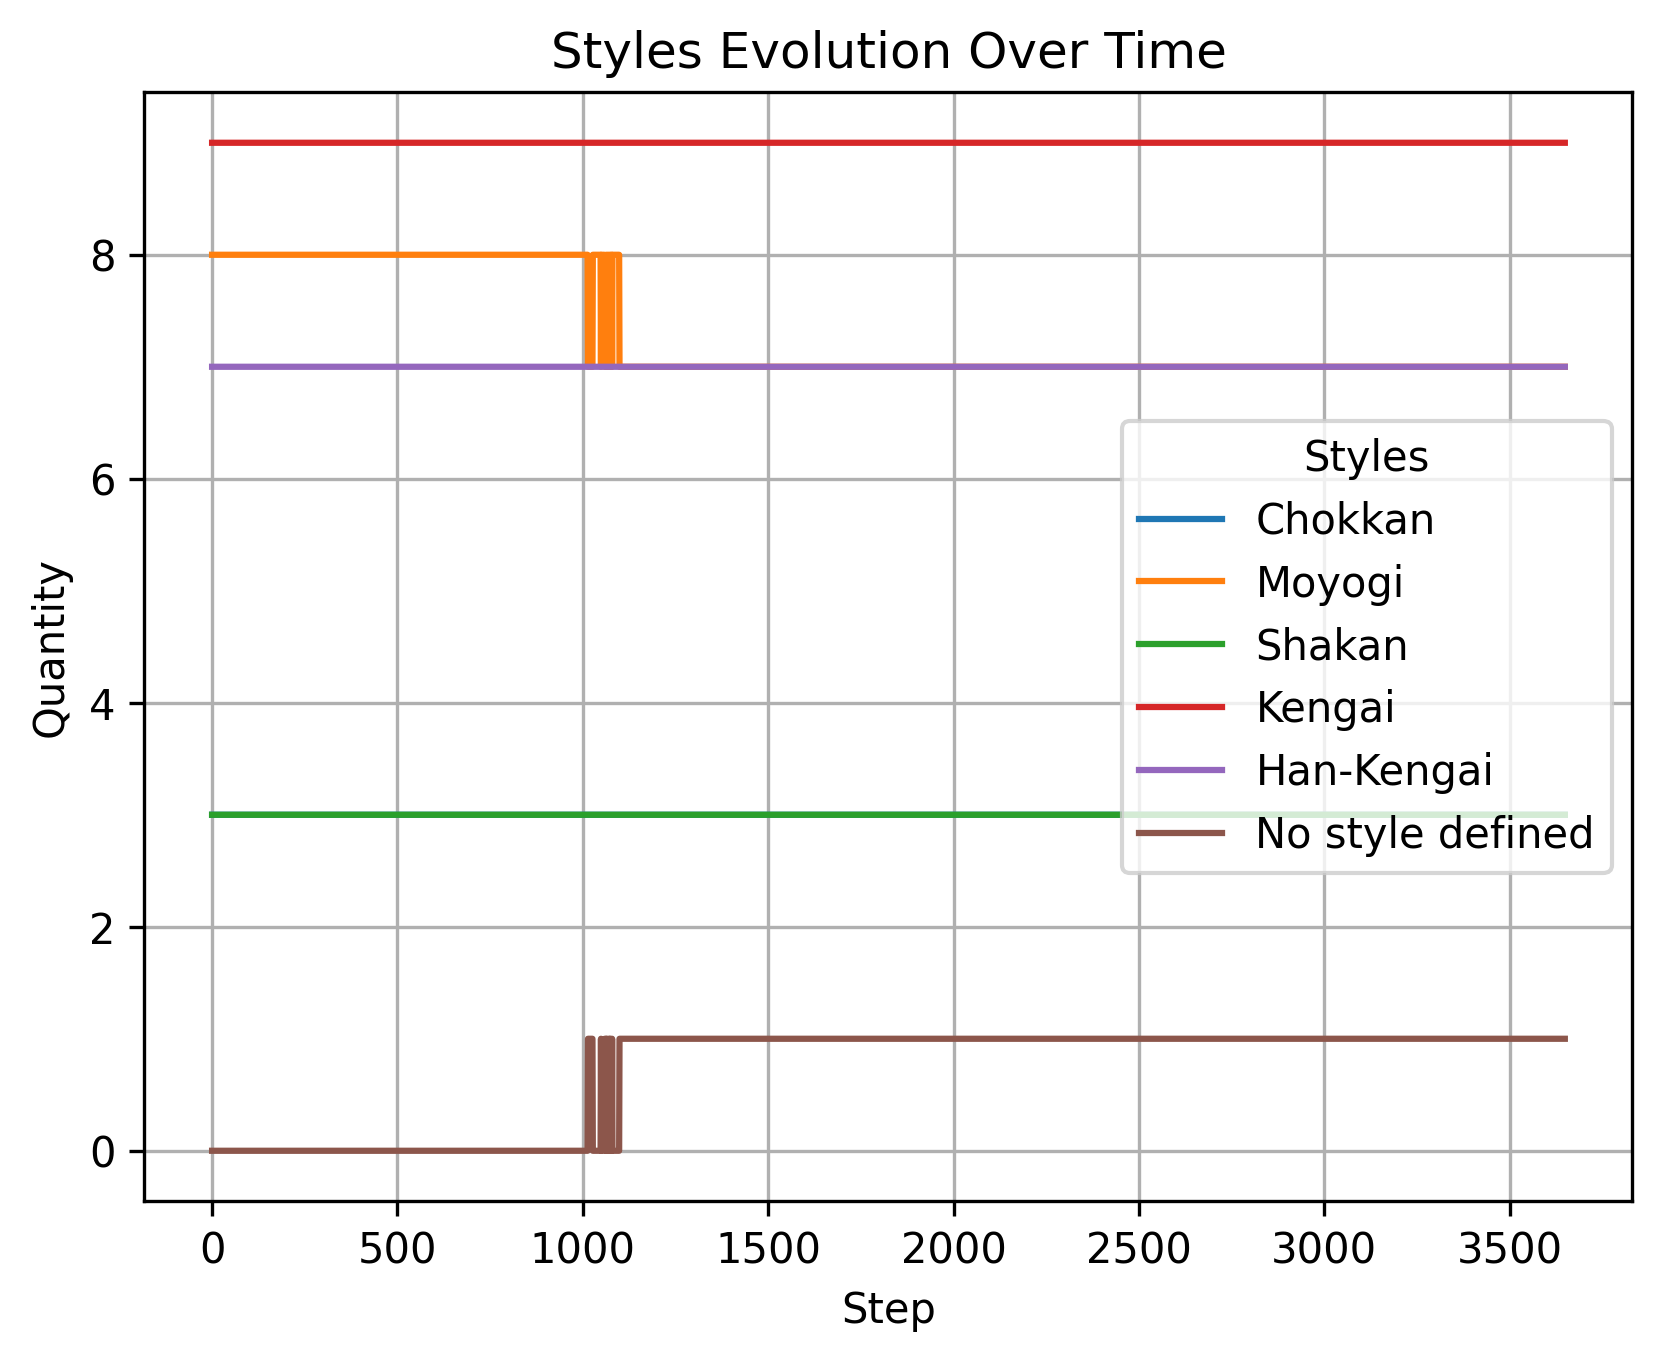 Styles Evolution Over Time
Quantity
8
6
4
2
0
Styles
Chokkan
Moyogi
Shakan
Kengai
Han-Kengai
No style defined
0 500 1000 1500 2000 2500 3000 3500
Step